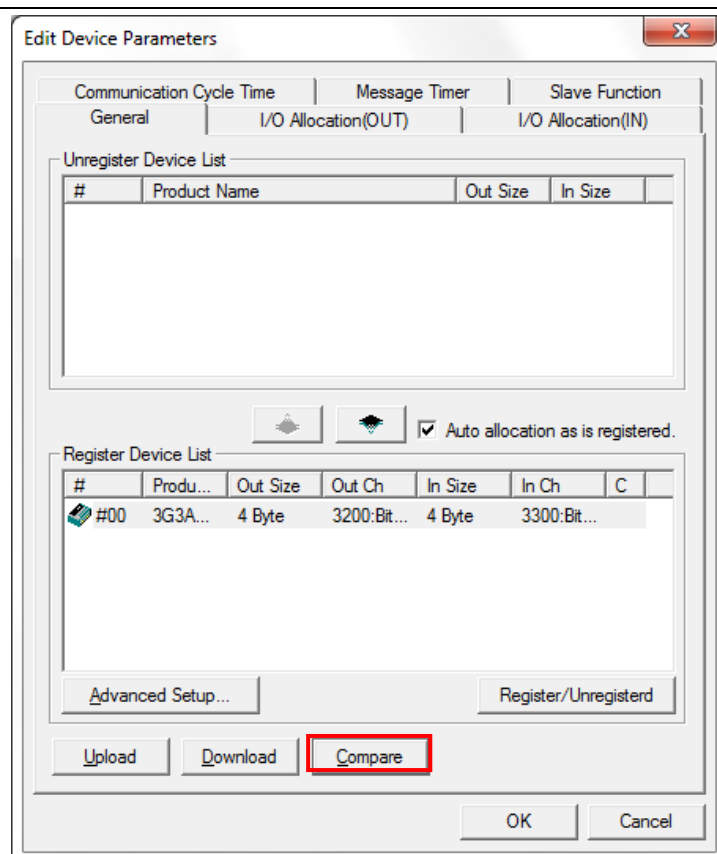 Edit Device Parameters
Communication Cycle Time Message Timer Slave Function
General I/O Allocation(OUT) I/O Allocation(IN)
Unregister Device List
# Product Name Out Size In Size
Auto allocation as is registered.
Register Device List
# Produ... Out Size Out Ch In Size In Ch C
#00 3G3A... 4 Byte 3200:Bit... 4 Byte 3300:Bit...
Advanced Setup... Register/Unregisterd
Upload Download Compare
OK Cancel